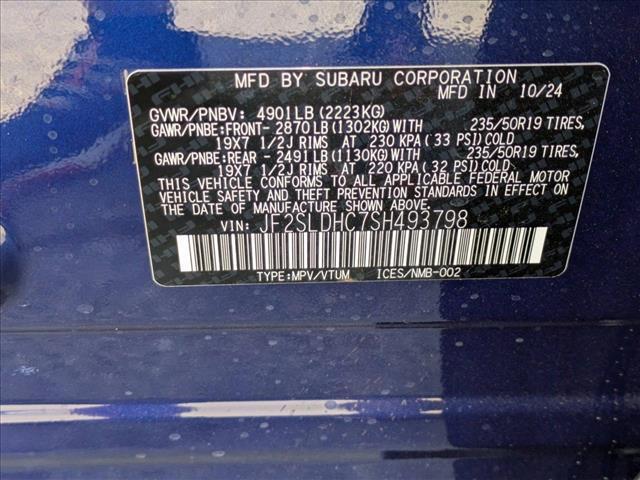 MFD BY SUBARU CORPORATION
MFD IN 10/24
GVWR/PNBV: 4901LB (2223KG)
GAWR/PNBE:FRONT- 2870LB (1302KG) WITH 235/50R19 TIRES,
19X7 1/2J RIMS AT 230 KPA (33 PSI) COLD
GAWR/PNBE:REAR - 2491LB (1130KG) WITH 235/50R19 TIRES,
19X7 1/2J RIMS AT 220 KPA (32 PSI) COLD
THIS VEHICLE CONFORMS TO ALL APPLICABLE FEDERAL MOTOR
VEHICLE SAFETY AND THEFT PREVENTION STANDARDS IN EFFECT ON
THE DATE OF MANUFACTURE SHOWN ABOVE.
VIN: JF2SLDHC7SH493798
TYPE:MPV/VTUM ICES/NMB-002